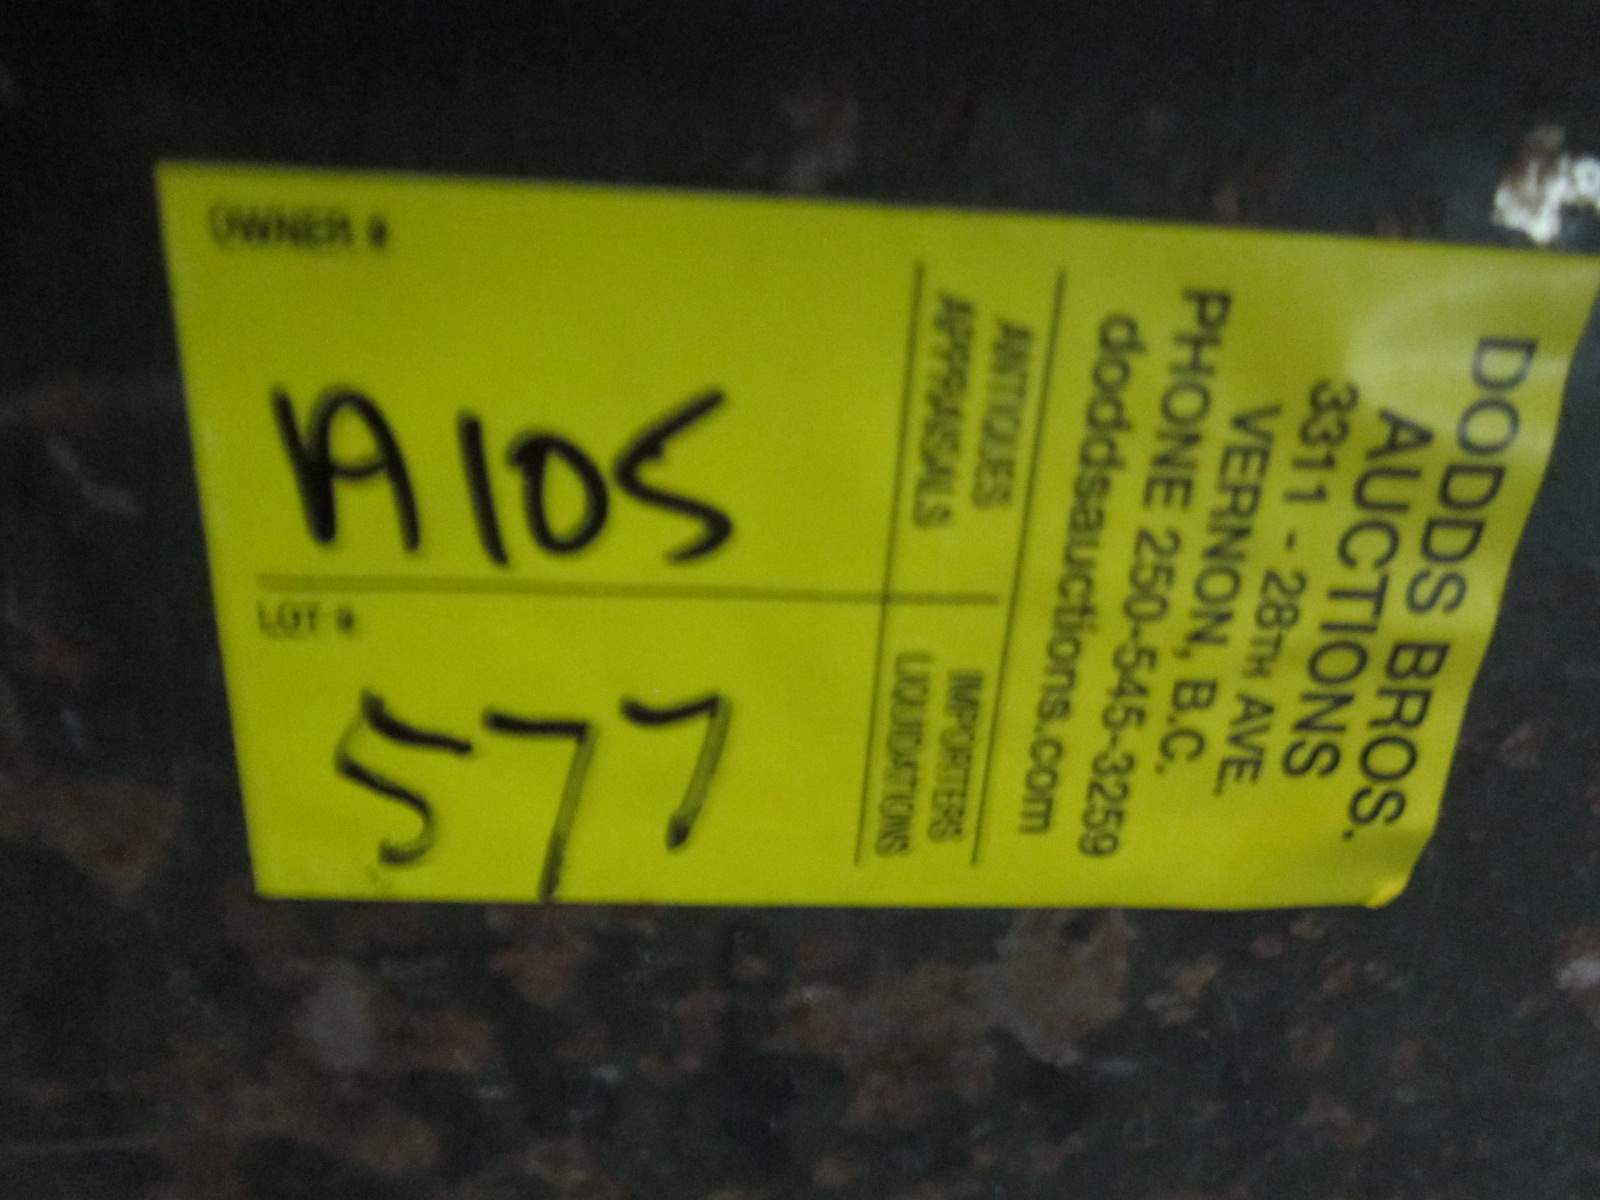 DODDS BROS.
AUCTIONS
3311 - 28TH AVE.
VERNON, B.C.
PHONE 250-545-3259
doddsauctions.com
ANTIQUES
APPRAISALS
IMPORTERS
LIQUIDATIONS
OWNER #
A105
LOT #
577